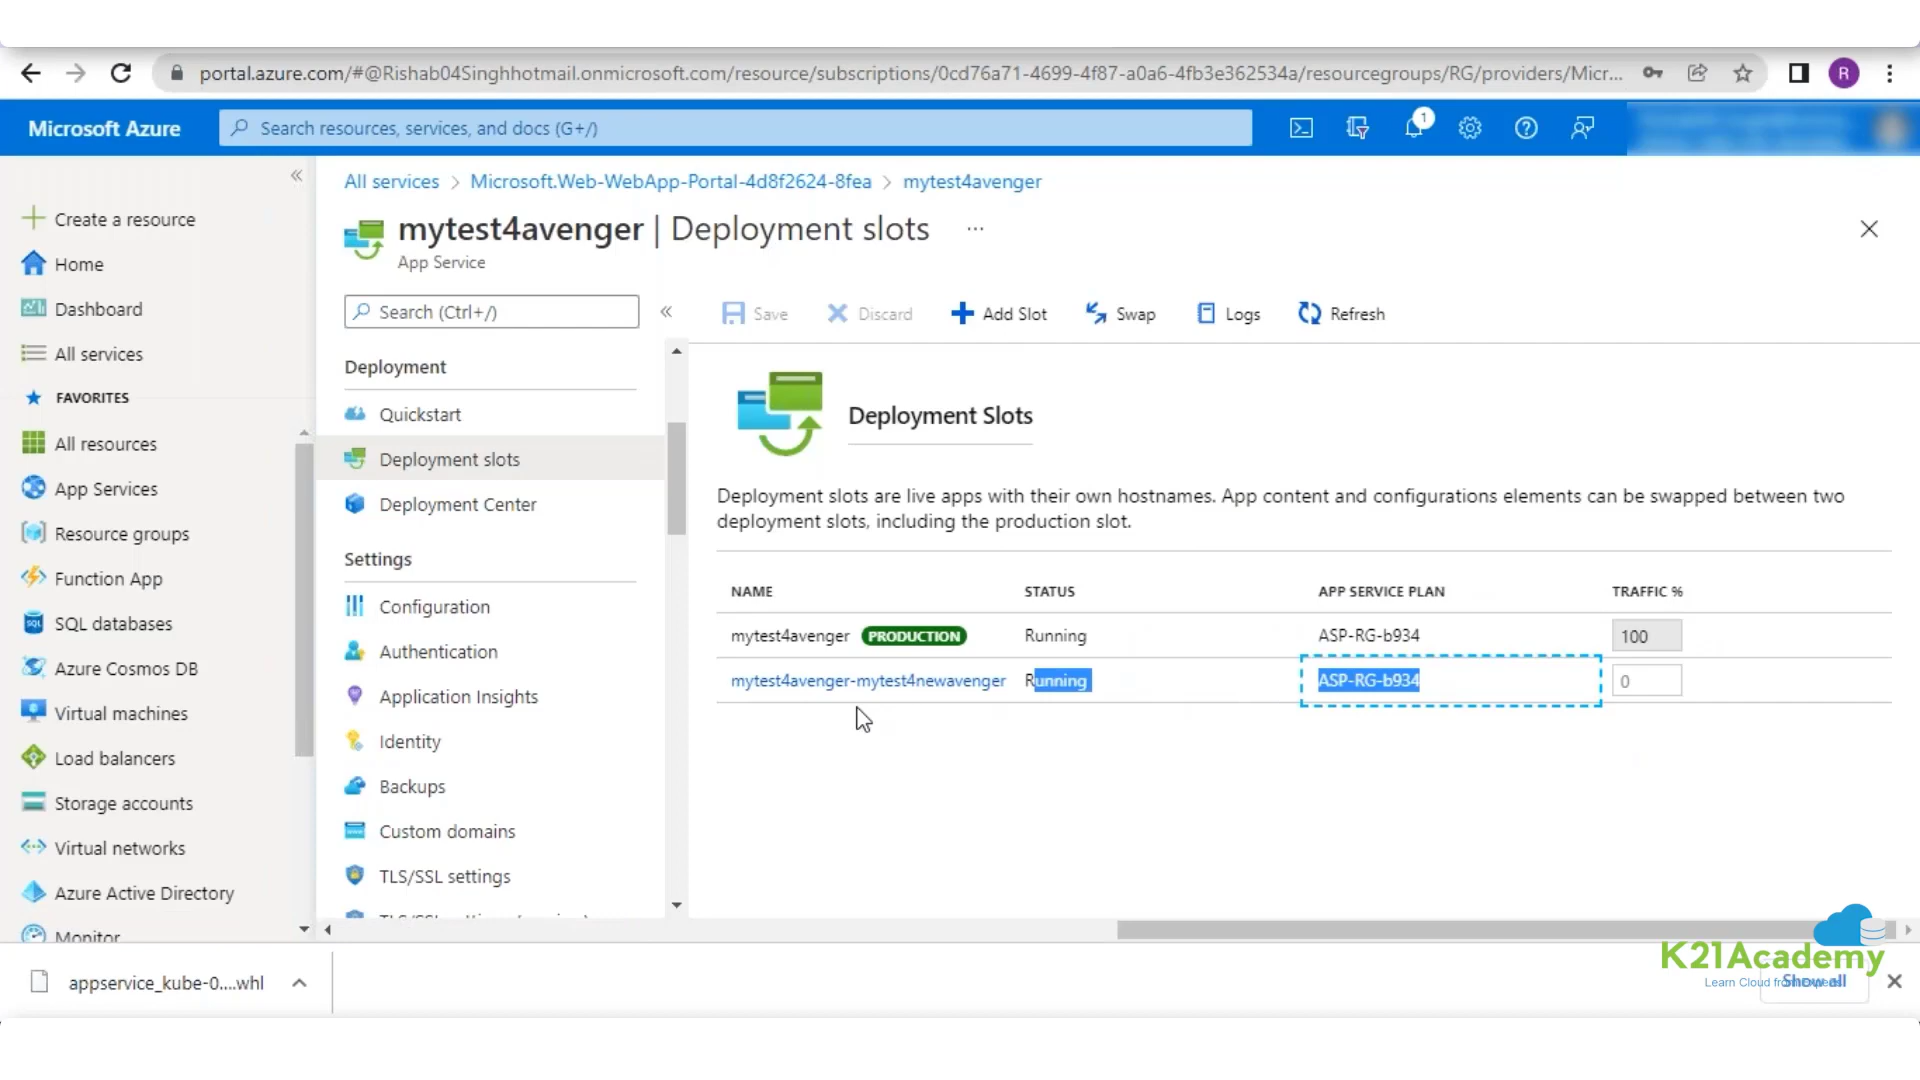 portal.azure.com/#@Rishab04Singhhotmail.onmicrosoft.com/resource/subscriptions/0cd76a71-4699-4f87-a0a6-4fb3e362534a/resourcegroups/RG/providers/Micr...
R
Microsoft Azure
Search resources, services, and docs (G+/)
1
All services > Microsoft.Web-WebApp-Portal-4d8f2624-8fea > mytest4avenger
mytest4avenger | Deployment slots ...
App Service
Create a resource
Home
Dashboard
All services
FAVORITES
All resources
App Services
Resource groups
Function App
SQL databases
Azure Cosmos DB
Virtual machines
Load balancers
Storage accounts
Virtual networks
Azure Active Directory
Monitor
Search (Ctrl+/)
Deployment
Quickstart
Deployment slots
Deployment Center
Settings
Configuration
Authentication
Application Insights
Identity
Backups
Custom domains
TLS/SSL settings
Save Discard Add Slot Swap Logs Refresh
Deployment Slots
Deployment slots are live apps with their own hostnames. App content and configurations elements can be swapped between two
deployment slots, including the production slot.
NAME STATUS APP SERVICE PLAN TRAFFIC %
mytest4avenger PRODUCTION Running ASP-RG-b934 100
mytest4avenger-mytest4newavenger Running ASP-RG-b934 0
appservice_kube-0....whl
K21Academy
Learn Cloud from
Show all